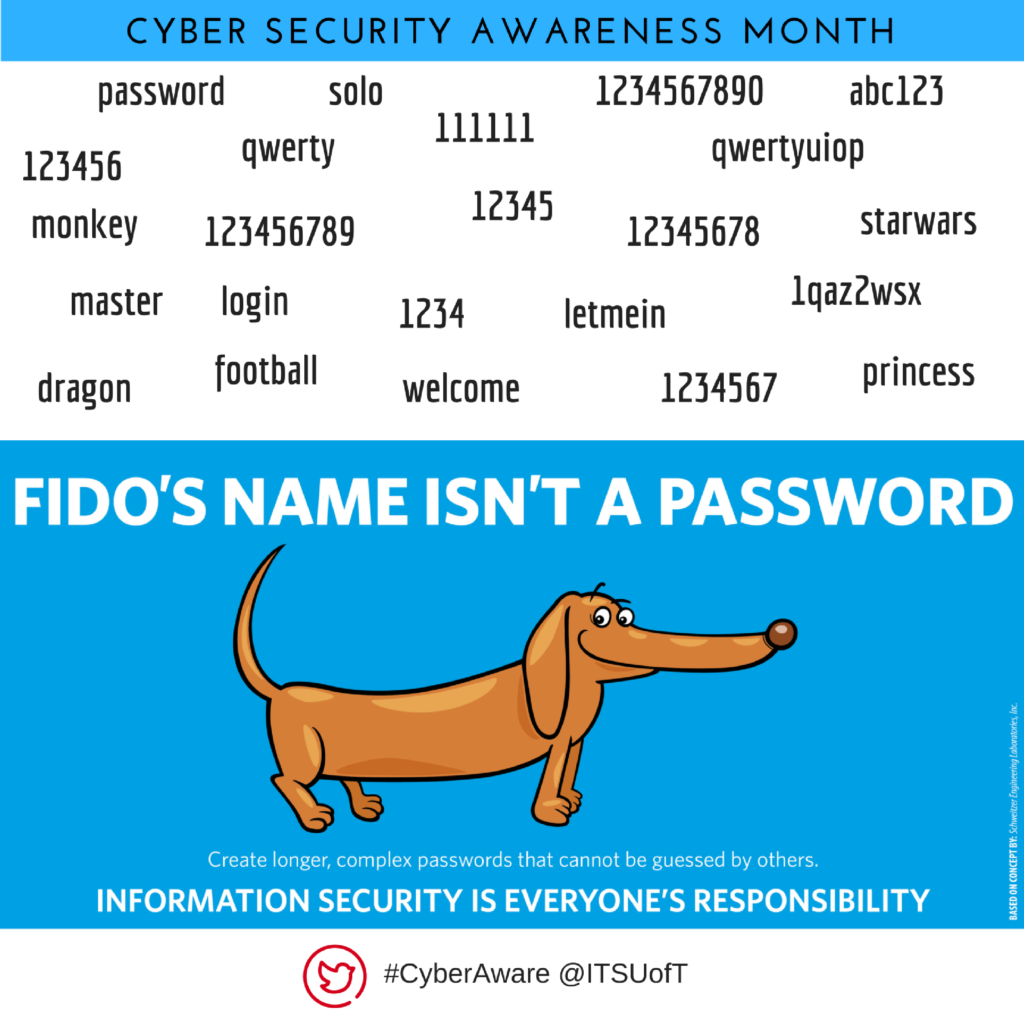 CYBER SECURITY AWARENESS MONTH
password solo 1234567890 abc123
111111
123456 qwerty qwertyuiop
12345
monkey 123456789 12345678 starwars
master login 1234 letmein 1qaz2wsx
dragon football welcome 1234567 princess
FIDO'S NAME ISN'T A PASSWORD
Create longer, complex passwords that cannot be guessed by others.
INFORMATION SECURITY IS EVERYONE'S RESPONSIBILITY
BASED ON CONCEPT BY: Schweitzer Engineering Laboratories, Inc.
#CyberAware @ITSUofT